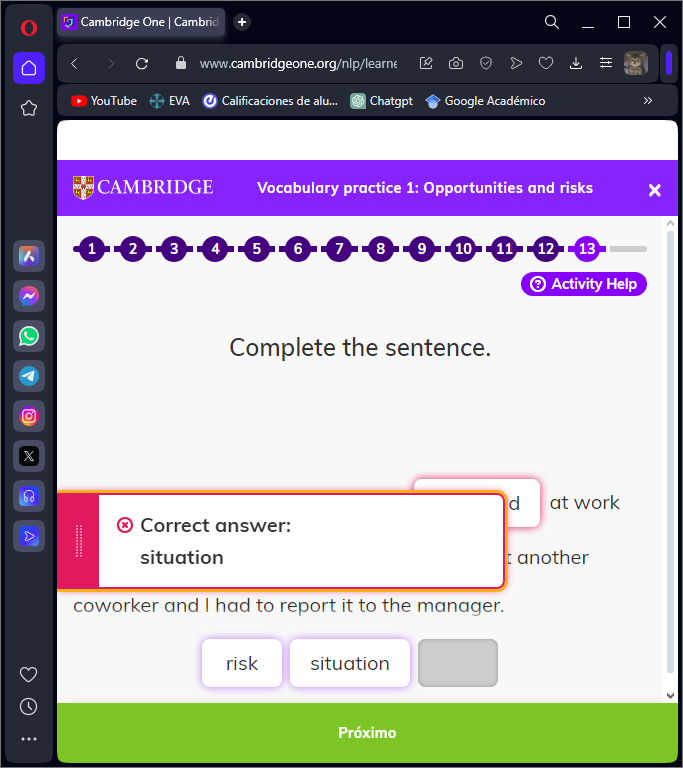 Cambridge One | Cambrid
www.cambridgeone.org/nlp/learne
YouTube EVA Calificaciones de alu... Chatgpt Google Académico »
CAMBRIDGE Vocabulary practice 1: Opportunities and risks
1 2 3 4 5 6 7 8 9 10 11 12 13
Activity Help
Complete the sentence.
d at work
Correct answer:
situation
t another
coworker and I had to report it to the manager.
risk situation
Próximo